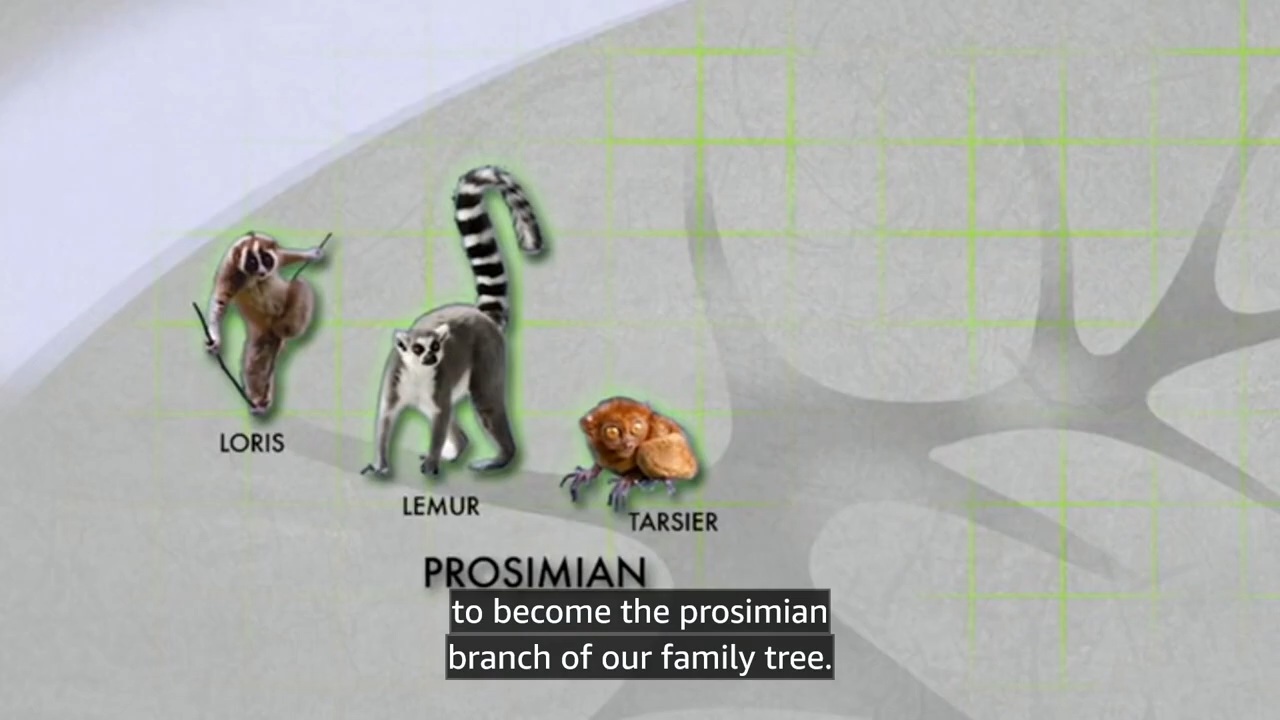 LORIS
LEMUR
TARSIER
PROSIMIAN
to become the prosimian
branch of our family tree.